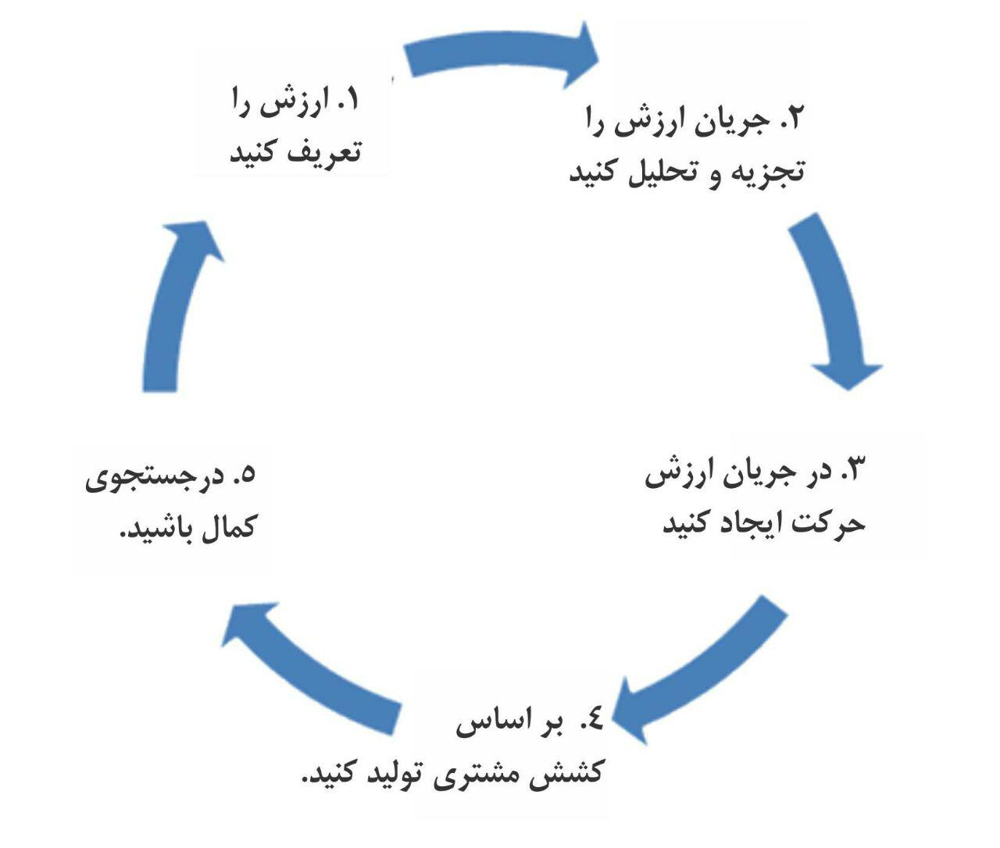 ۱. ارزش را
تعریف کنید
۲. جریان ارزش را
تجزیه و تحلیل کنید
۳. در جریان ارزش
حرکت ایجاد کنید
٤. بر اساس
کشش مشتری تولید کنید.
۵. درجستجوی
کمال باشید.